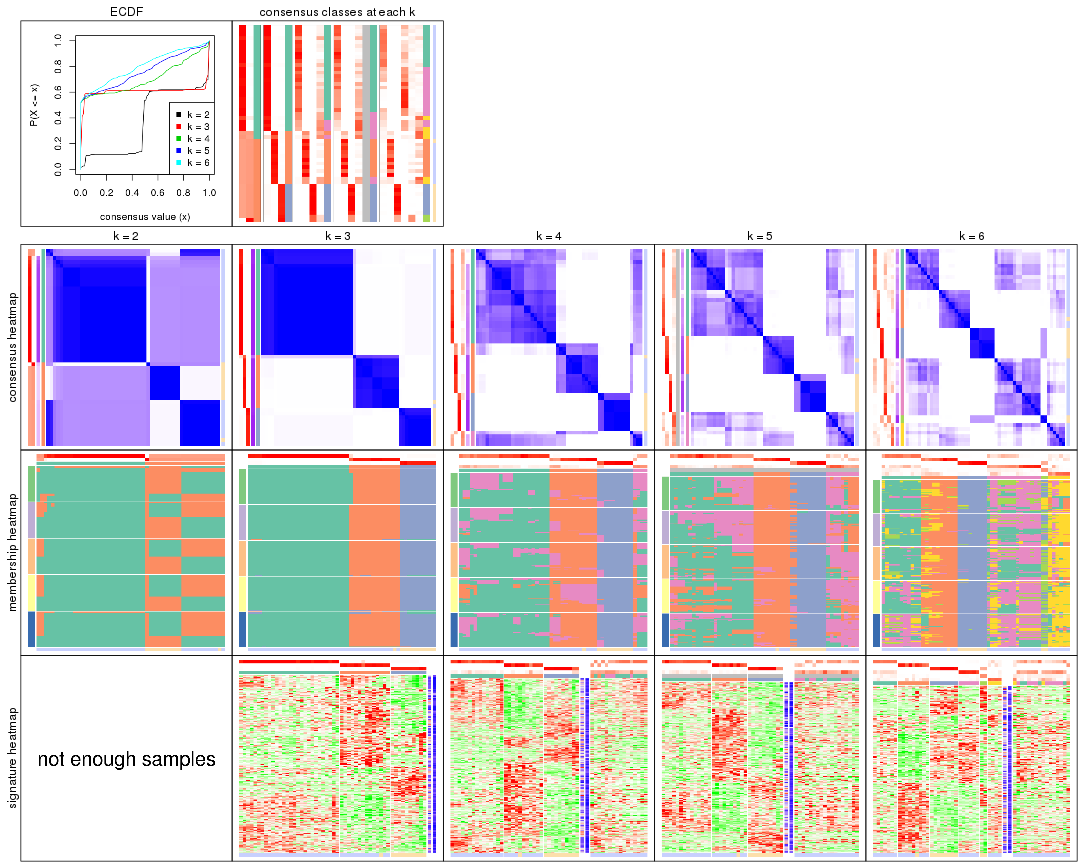 ECDF
consensus classes at each k
P(X <= x)
0.0
0.2
0.4
0.6
0.8
1.0
k = 2
k = 3
k = 4
k = 5
k = 6
0.0 0.2 0.4 0.6 0.8 1.0
consensus value (x)
k = 2
k = 3
k = 4
k = 5
k = 6
consensus heatmap
membership heatmap
signature heatmap
not enough samples